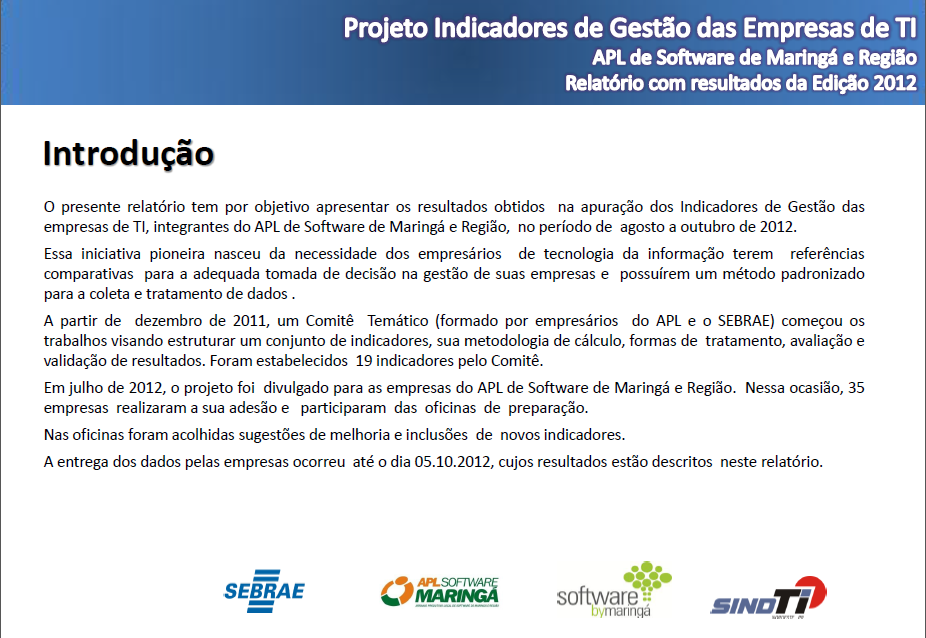 Projeto Indicadores de Gestão das Empresas de TI
APL de Software de Maringá e Região
Relatório com resultados da Edição 2012
Introdução
O presente relatório tem por objetivo apresentar os resultados obtidos na apuração dos Indicadores de Gestão das
empresas de TI, integrantes do APL de Software de Maringá e Região, no período de agosto a outubro de 2012.
Essa iniciativa pioneira nasceu da necessidade dos empresários de tecnologia da informação terem referências
comparativas para a adequada tomada de decisão na gestão de suas empresas e possuírem um método padronizado
para a coleta e tratamento de dados .
A partir de dezembro de 2011, um Comitê Temático (formado por empresários do APL e o SEBRAE) começou os
trabalhos visando estruturar um conjunto de indicadores, sua metodologia de cálculo, formas de tratamento, avaliação e
validação de resultados. Foram estabelecidos 19 indicadores pelo Comitê.
Em julho de 2012, o projeto foi divulgado para as empresas do APL de Software de Maringá e Região. Nessa ocasião, 35
empresas realizaram a sua adesão e participaram das oficinas de preparação.
Nas oficinas foram acolhidas sugestões de melhoria e inclusões de novos indicadores.
A entrega dos dados pelas empresas ocorreu até o dia 05.10.2012, cujos resultados estão descritos neste relatório.
SEBRAE
APLSOFTWARE
MARINGÁ
software
bymaringá
SINDTI